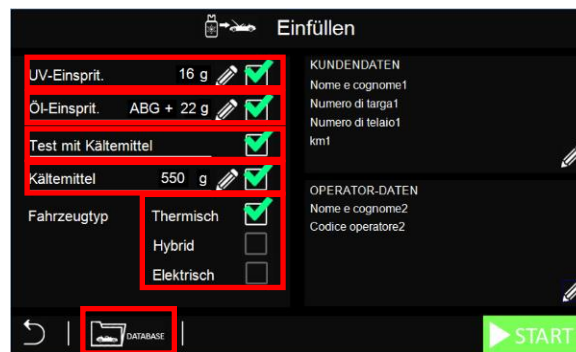 Einfüllen
UV-Einsprit. 16 g
Öl-Einsprit. ABG + 22 g
Test mit Kältemittel
Kältemittel 550 g
Fahrzeugtyp Thermisch
Hybrid
Elektrisch
KUNDENDATEN
Nome e cognome1
Numero di targa1
Numero di telaio1
km1
OPERATOR-DATEN
Nome e cognome2
Codice operatore2
DATABASE
START